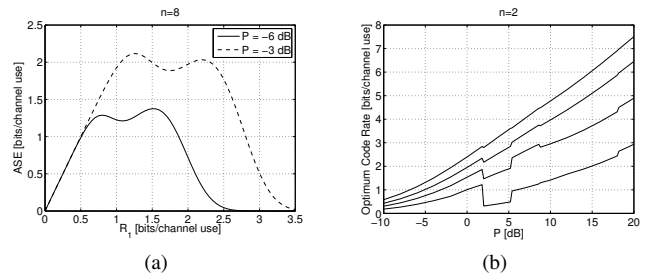 n=8
P = −6 dB
P = −3 dB
ASE [bits/channel use]
2.5
2
1.5
1
0.5
0
0 0.5 1 1.5 2 2.5 3 3.5
R1 [bits/channel use]
(a)
n=2
Optimum Code Rate [bits/channel use]
8
7
6
5
4
3
2
1
0
−10 −5 0 5 10 15 20
P [dB]
(b)